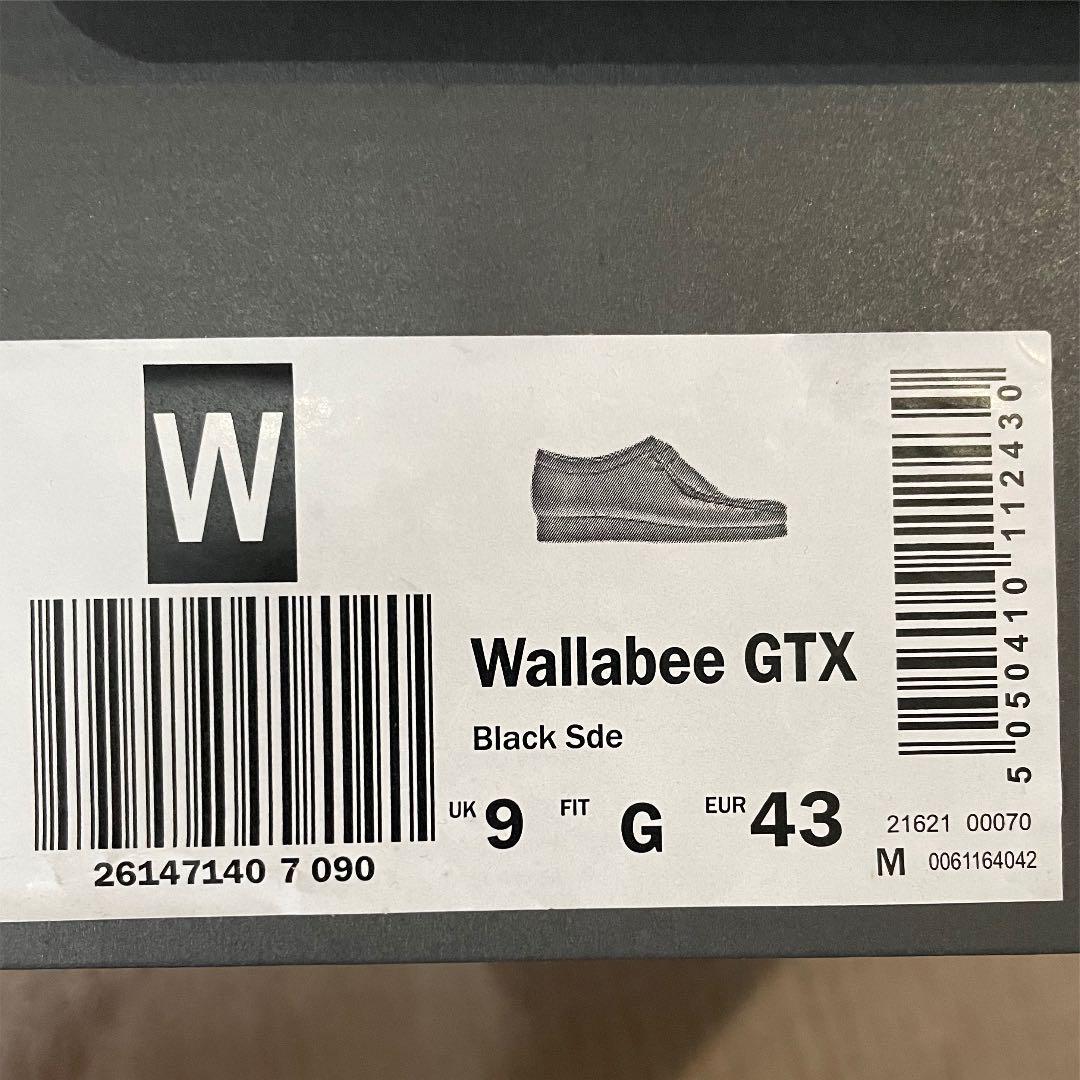 W
26147140 7 090
Wallabee GTX
Black Sde
UK 9 FIT G EUR 43
5 050410 112430
21621 00070
M 0061164042